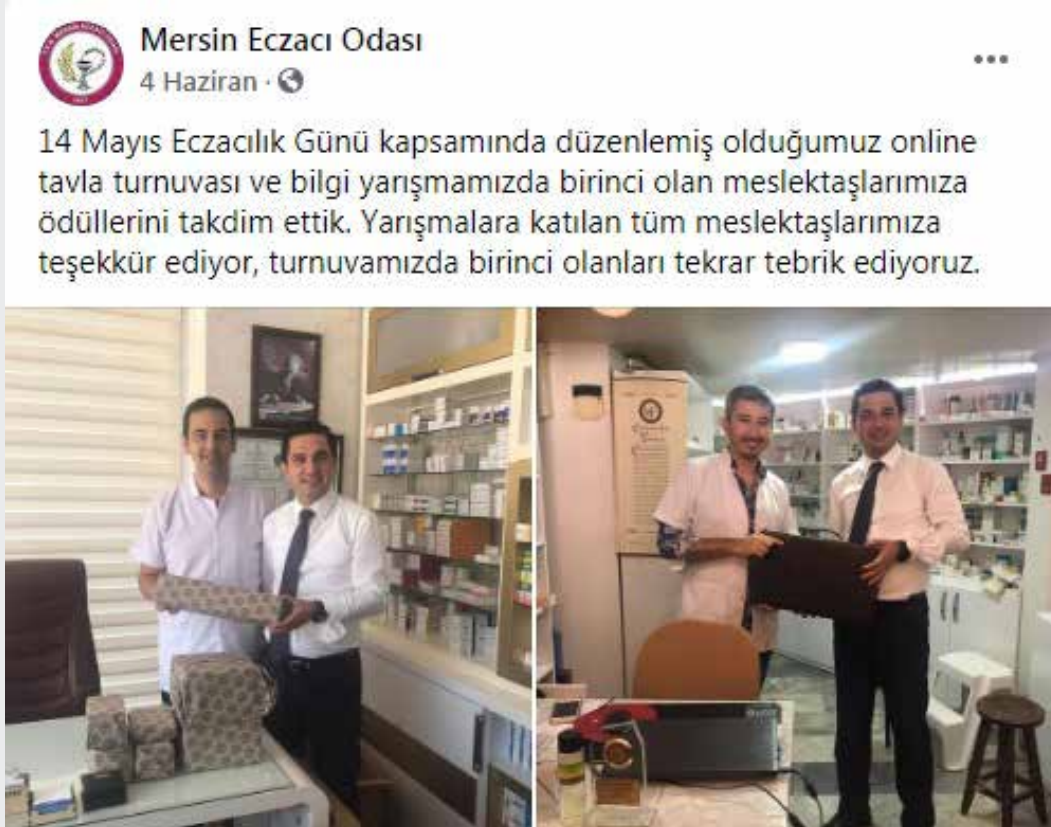 Mersin Eczacı Odası
4 Haziran ·
14 Mayıs Eczacılık Günü kapsamında düzenlemiş olduğumuz online
tavla turnuvası ve bilgi yarışmamızda birinci olan meslektaşlarımıza
ödüllerini takdim ettik. Yarışmalara katılan tüm meslektaşlarımıza
teşekkür ediyor, turnuvamızda birinci olanları tekrar tebrik ediyoruz.